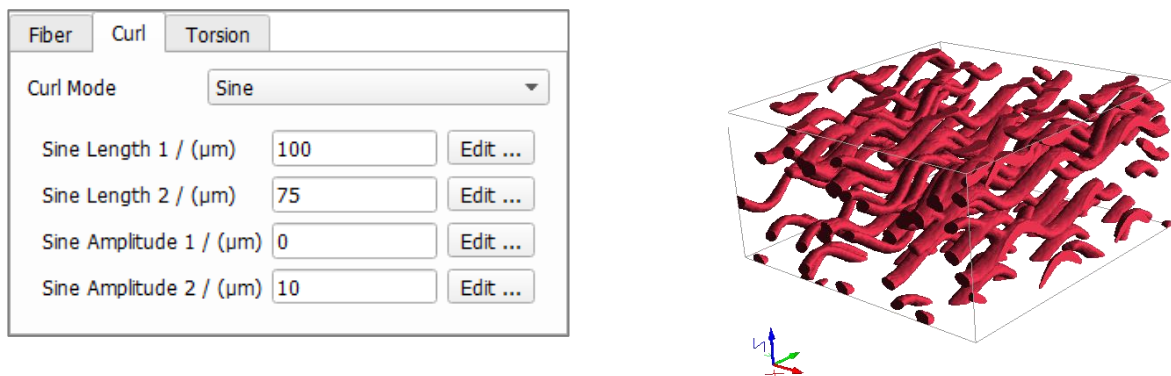 Fiber Curl Torsion
Curl Mode Sine
Sine Length 1 / (μm) 100 Edit ...
Sine Length 2 / (μm) 75 Edit ...
Sine Amplitude 1 / (μm) 0 Edit ...
Sine Amplitude 2 / (μm) 10 Edit ...